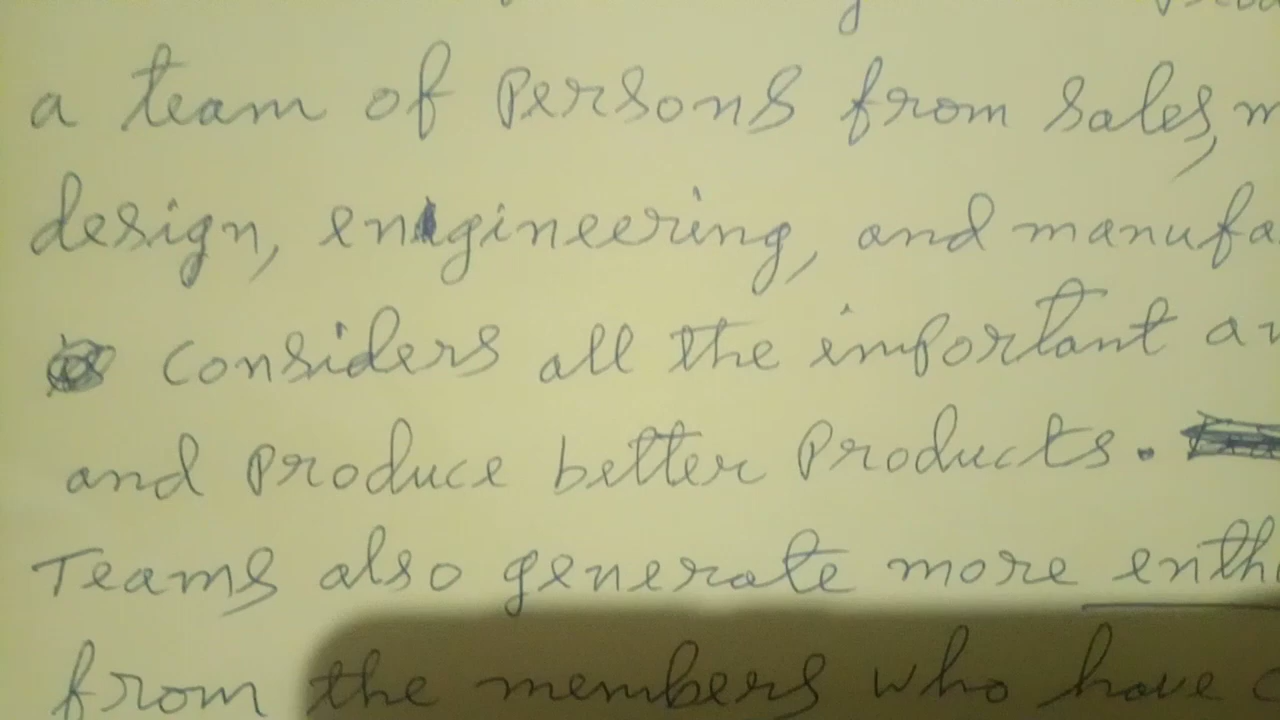 a team of persons from sales,
design, engineering, and
considers all the important
and produce better products.
Teams also generate more
from the members who have